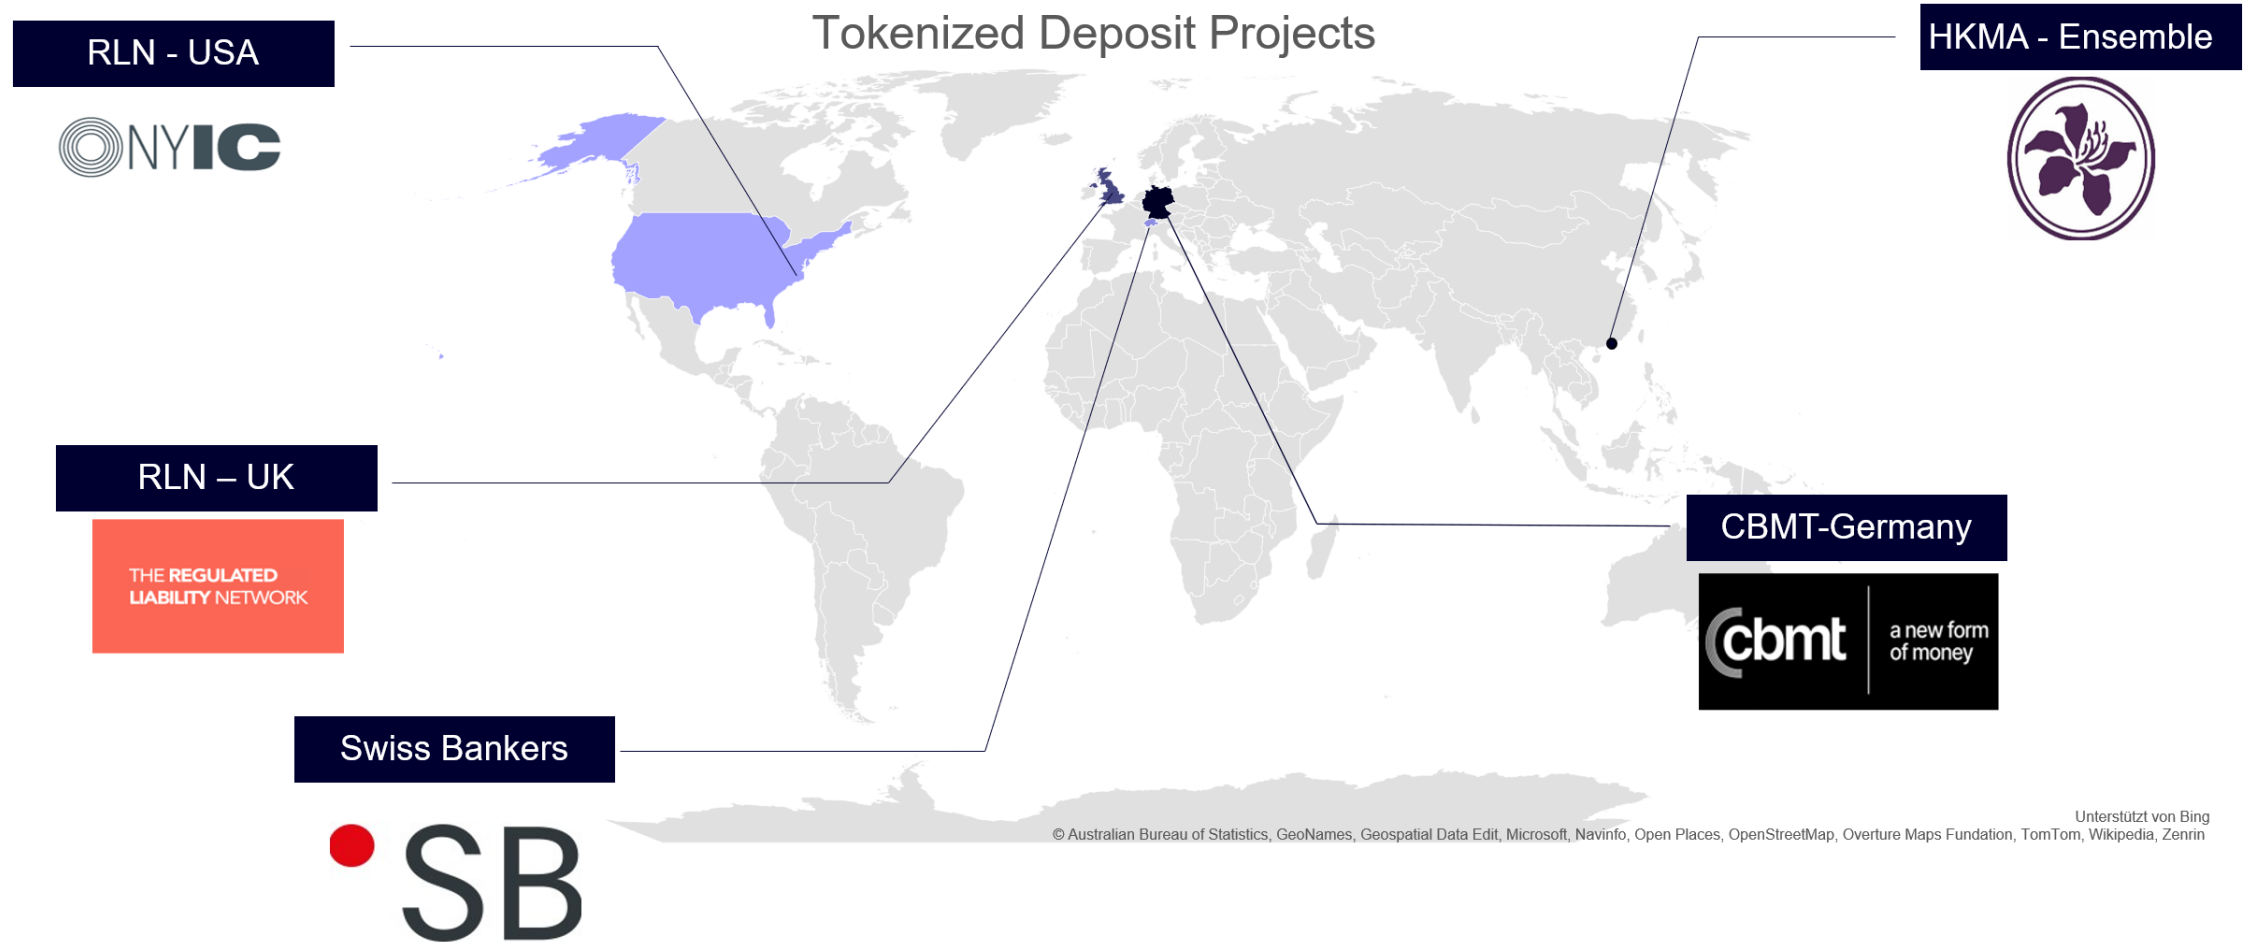 Tokenized Deposit Projects
RLN - USA
NYIC
HKMA - Ensemble
RLN – UK
THE REGULATED
LIABILITY NETWORK
CBMT-Germany
cbmt
a new form
of money
Swiss Bankers
SB
Unterstützt von Bing
© Australian Bureau of Statistics, GeoNames, Geospatial Data Edit, Microsoft, Navinfo, Open Places, OpenStreetMap, Overture Maps Fundation, TomTom, Wikipedia, Zenrin